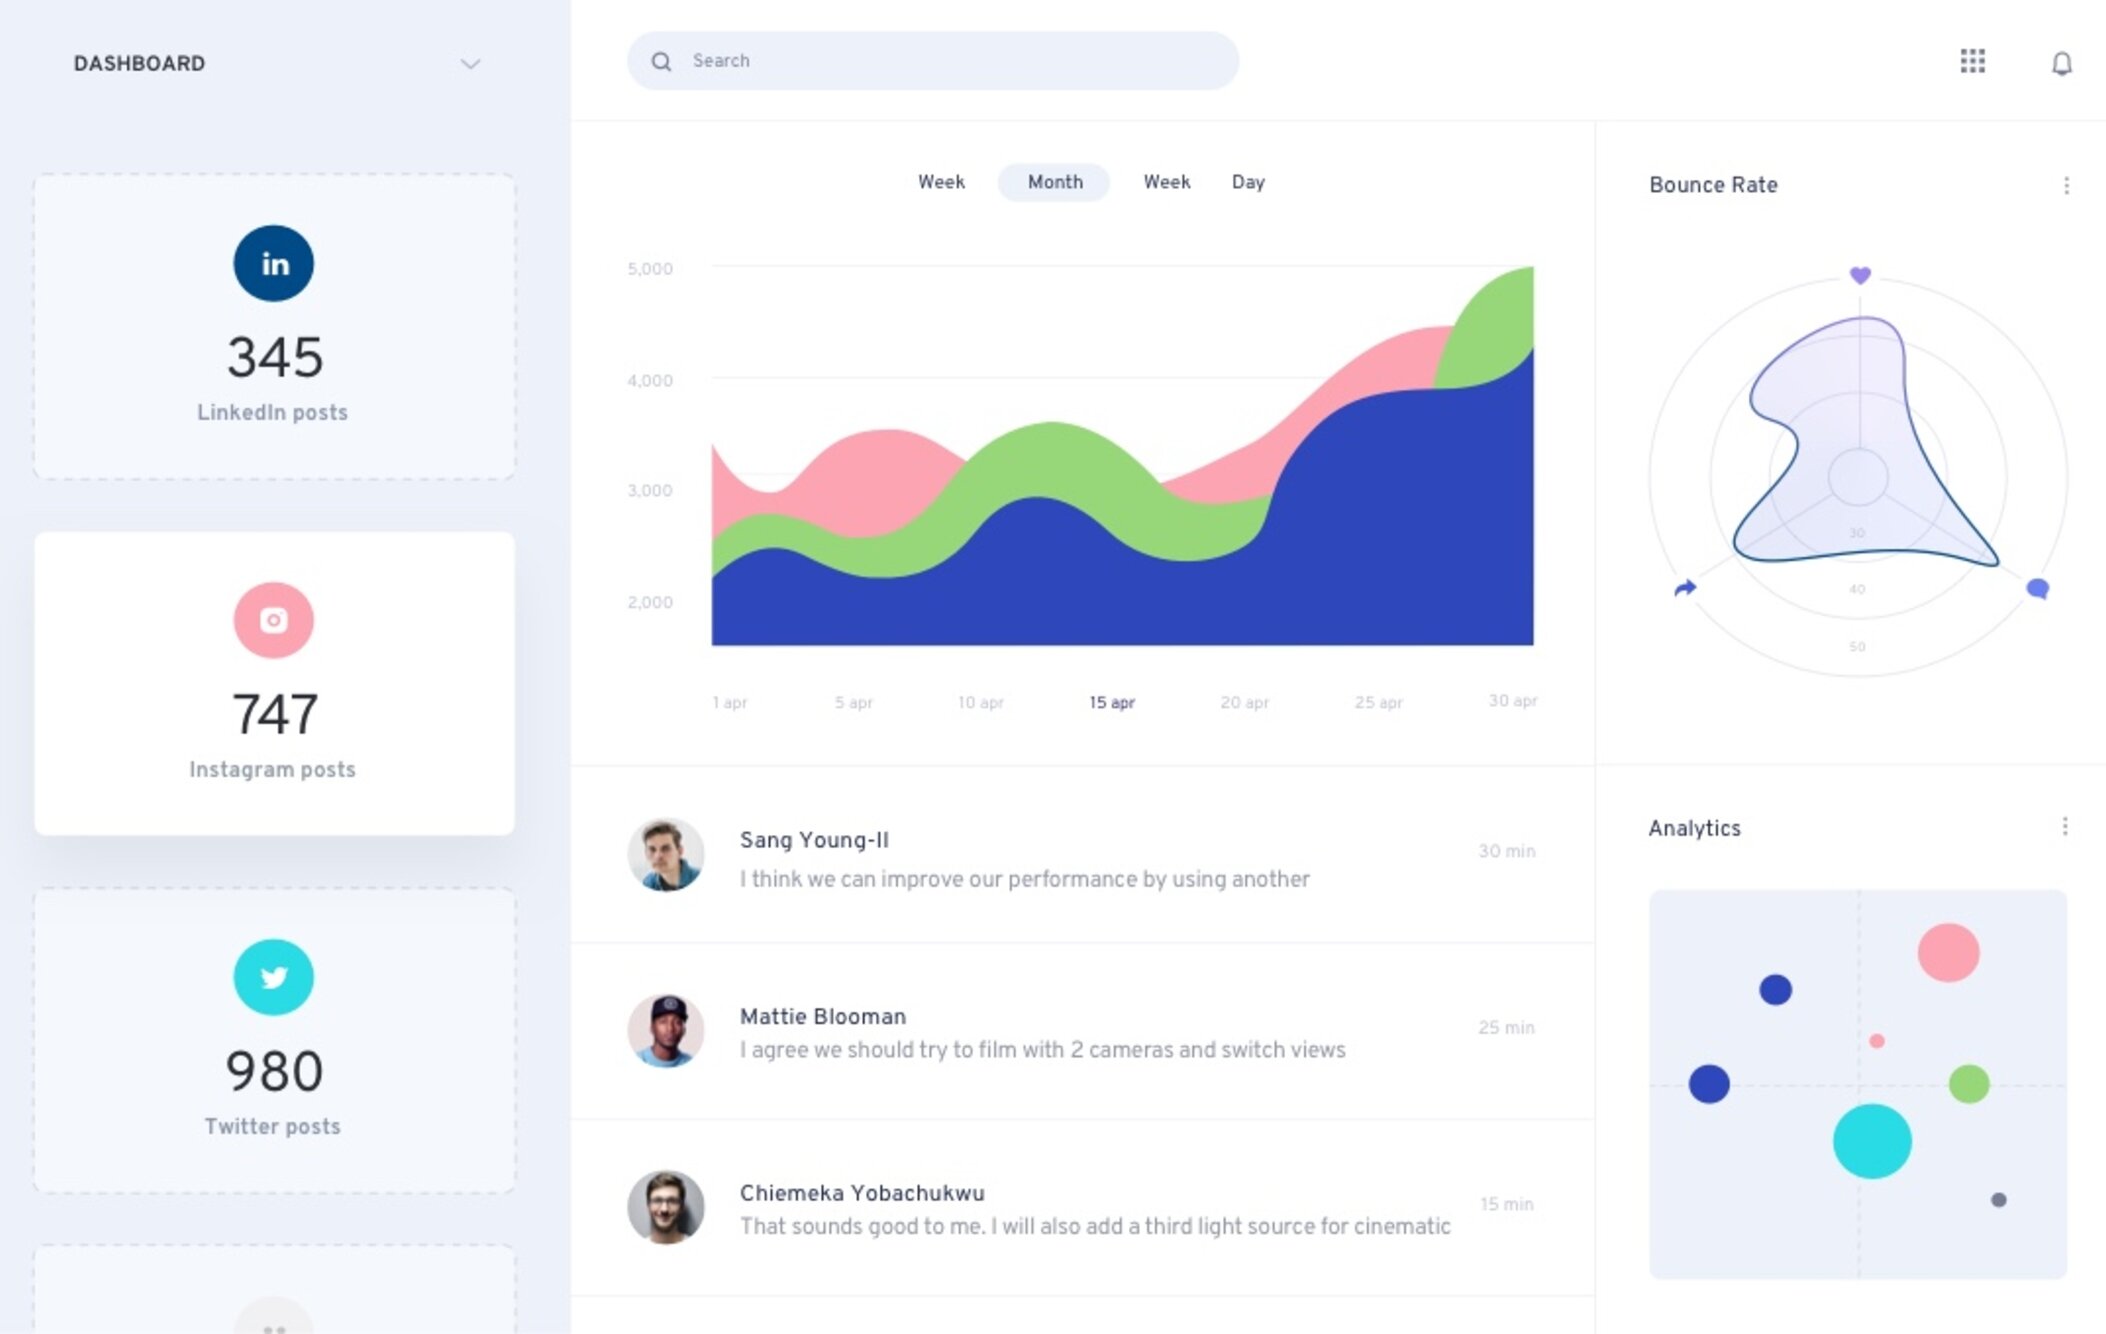 DASHBOARD
Search
in
345
LinkedIn posts
747
Instagram posts
980
Twitter posts
Week Month Week Day
5,000
4,000
3,000
2,000
1 apr 5 apr 10 apr 15 apr 20 apr 25 apr 30 apr
Bounce Rate
30
40
50
Sang Young-Il
30 min
I think we can improve our performance by using another
Mattie Blooman
25 min
I agree we should try to film with 2 cameras and switch views
Chiemeka Yobachukwu
15 min
That sounds good to me. I will also add a third light source for cinematic
Analytics